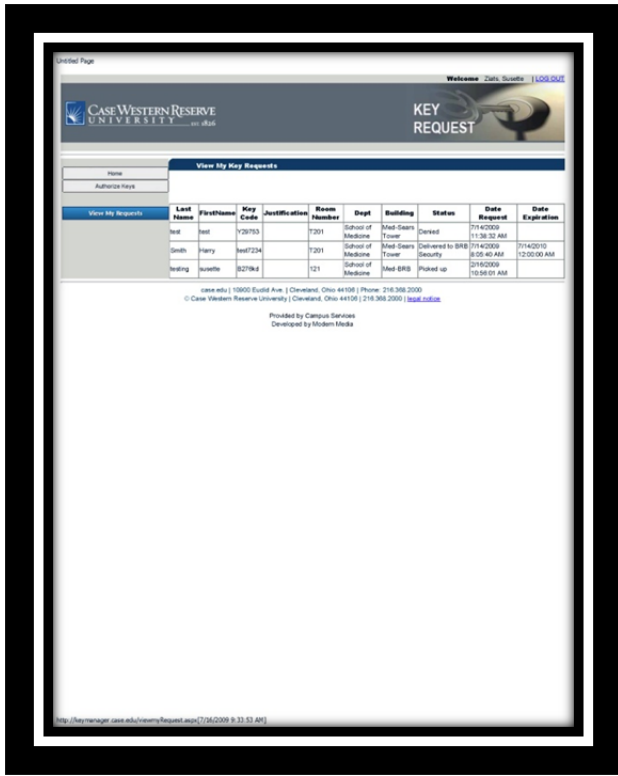 Untitled Page
Welcome Zists, Susette | LOG OUT
CASE WESTERN RESERVE
UNIVERSITY EST. 1826
KEY
REQUEST
View My Key Requests
Home
Authorize Keys
View My Requests
Last Name FirstName Key Code Justification Room Number Dept Building Status Date Request Date Expiration
test test Y29753 T201 School of Medicine Med-Sears Tower Denied 7/14/2009 11:38:32 AM
Smith Harry test7234 T201 School of Medicine Med-Sears Tower Delivered to BRB Security 7/14/2009 8:05:40 AM 7/14/2010 12:00:00 AM
testing susette B276kd 121 School of Medicine Med-BRB Picked up 2/16/2009 10:56:01 AM
case.edu | 10900 Euclid Ave. | Cleveland, Ohio 44106 | Phone: 216.368.2000
© Case Western Reserve University | Cleveland, Ohio 44106 | 216.368.2000 | legal notice
Provided by Campus Services
Developed by Modern Media
http://keymanager.case.edu/viewmyRequest.aspx[7/16/2009 9:33:53 AM]